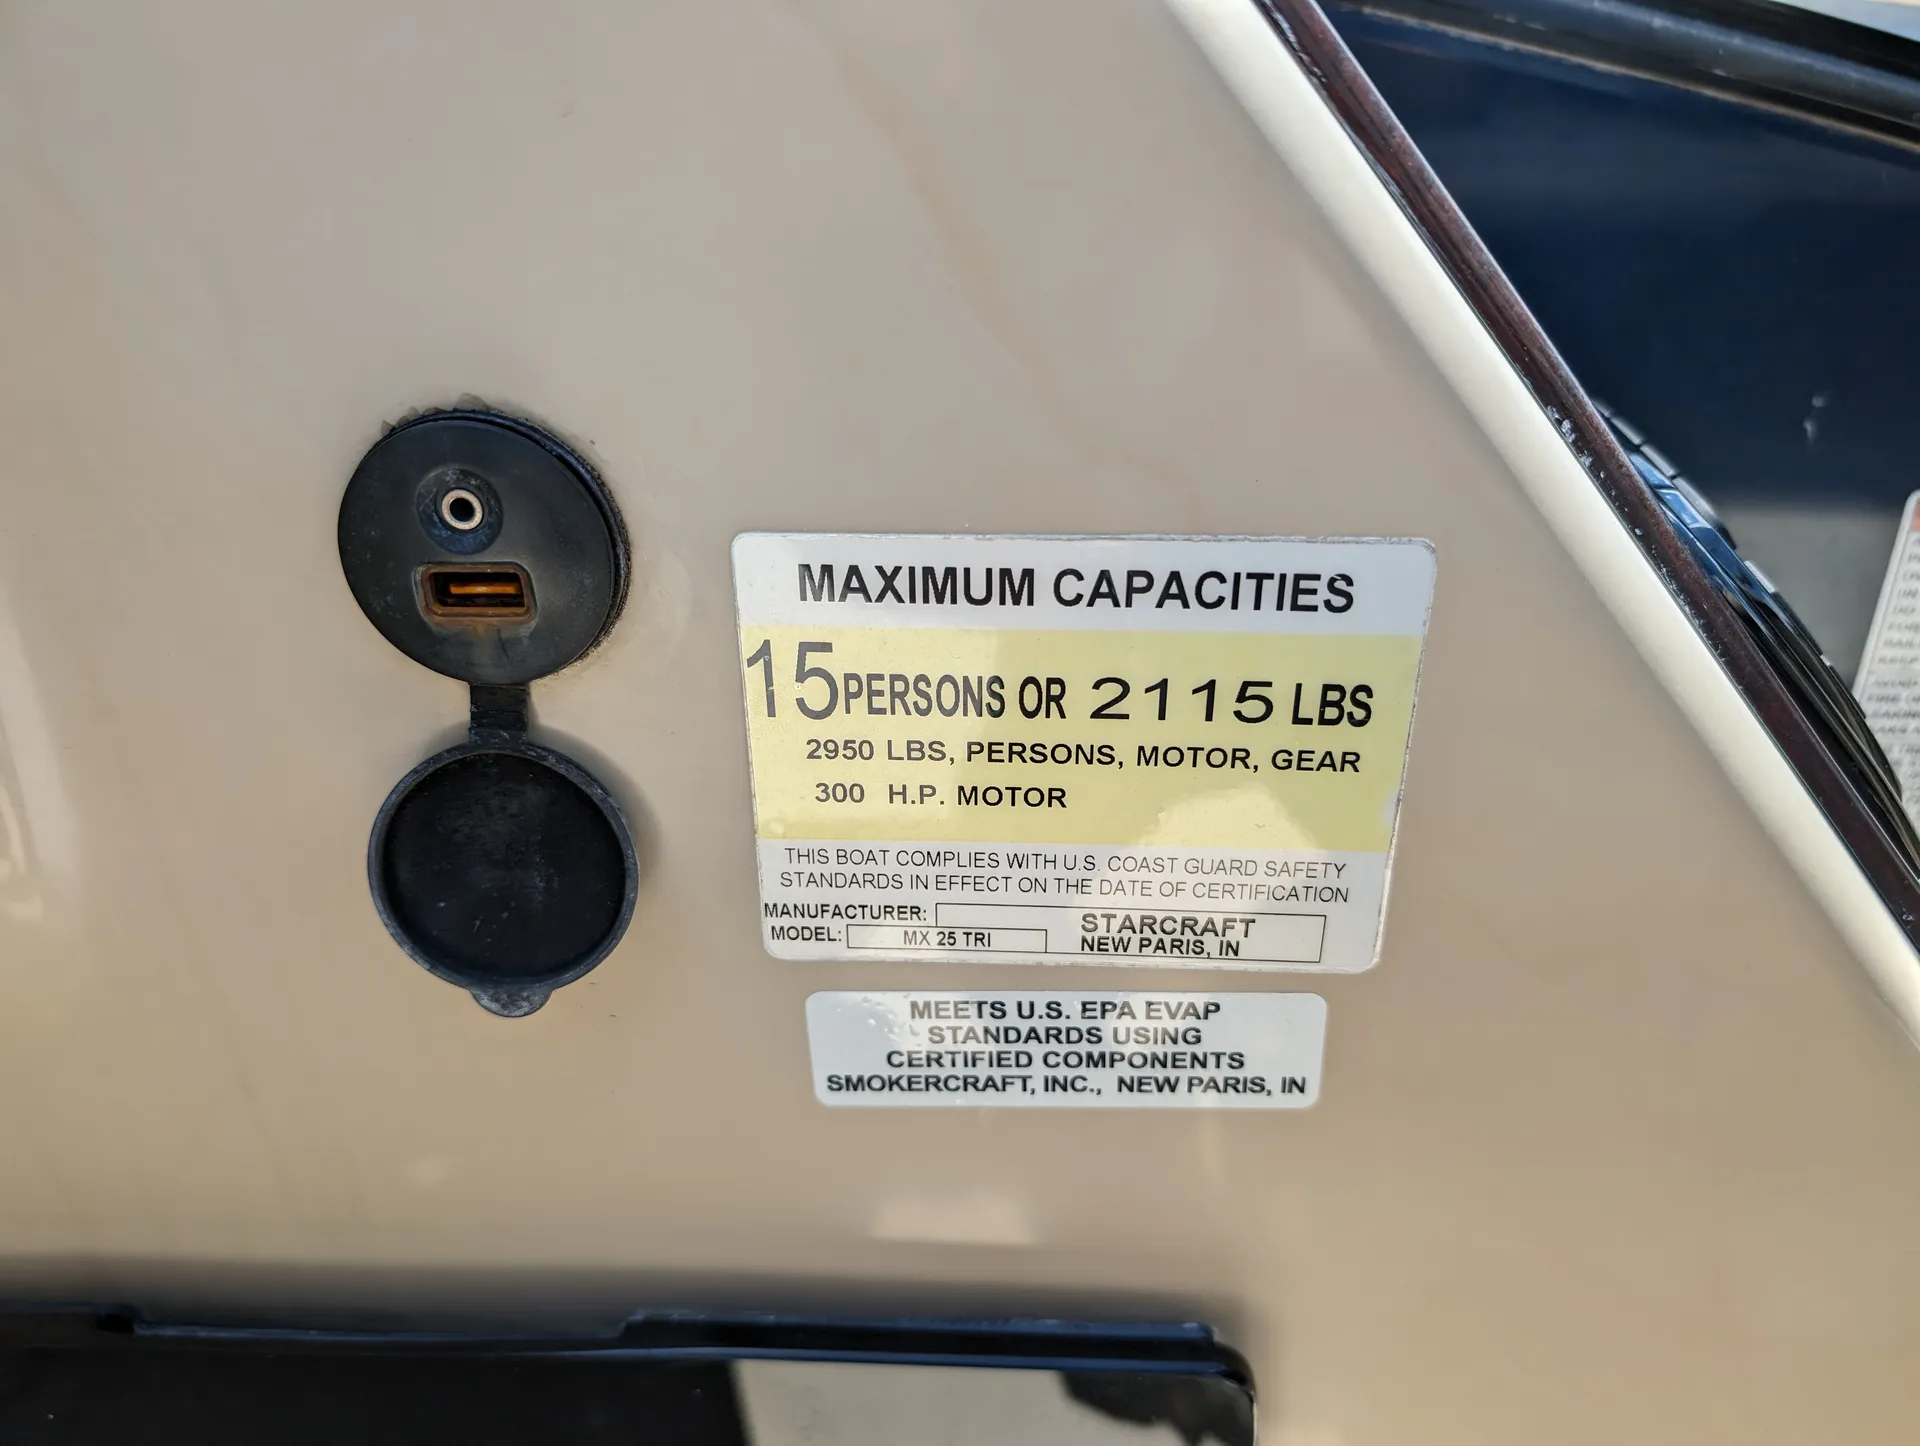 MAXIMUM CAPACITIES
15 PERSONS OR 2115 LBS
2950 LBS, PERSONS, MOTOR, GEAR
300 H.P. MOTOR
THIS BOAT COMPLIES WITH U.S. COAST GUARD SAFETY
STANDARDS IN EFFECT ON THE DATE OF CERTIFICATION
MANUFACTURER: STARCRAFT
MODEL: MX 25 TRI NEW PARIS, IN
MEETS U.S. EPA EVAP
STANDARDS USING
CERTIFIED COMPONENTS
SMOKERCRAFT, INC., NEW PARIS, IN